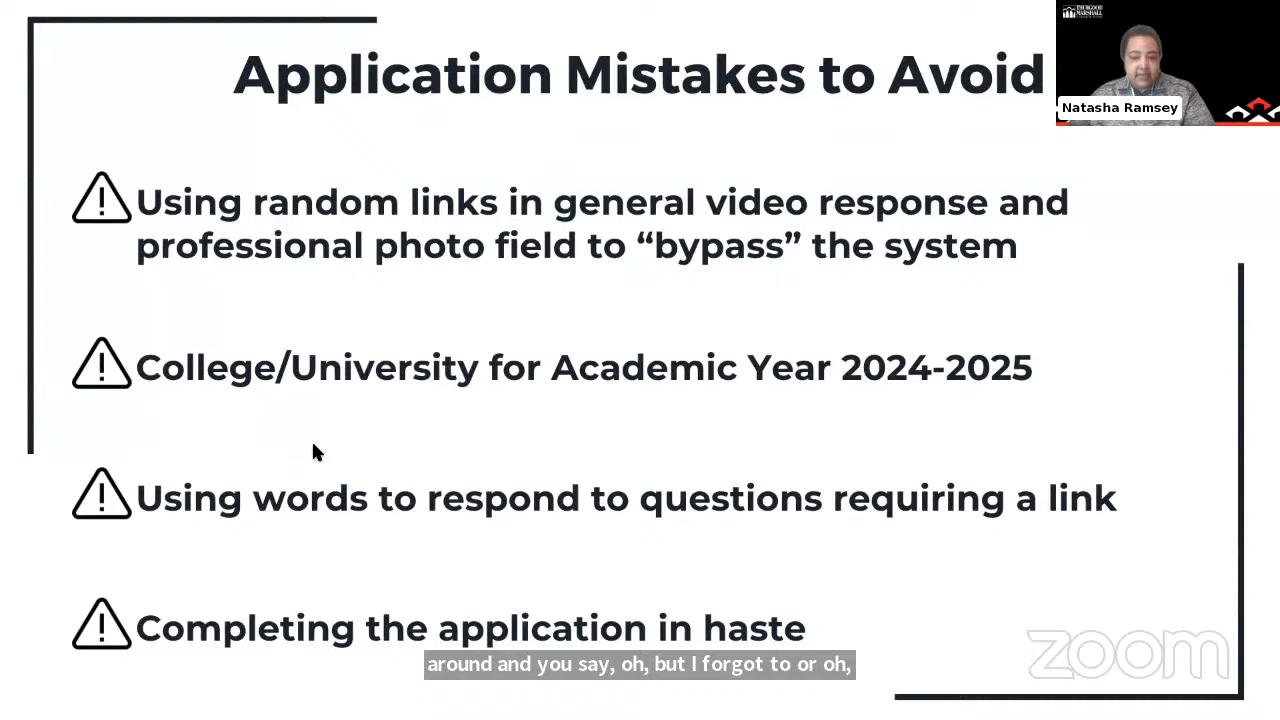 Application Mistakes to Avoid
THURGOOD
MARSHALL
Natasha Ramsey
Using random links in general video response and
professional photo field to “bypass” the system
College/University for Academic Year 2024-2025
Using words to respond to questions requiring a link
Completing the application in haste
around and you say, oh, but I forgot to or oh,
zoom